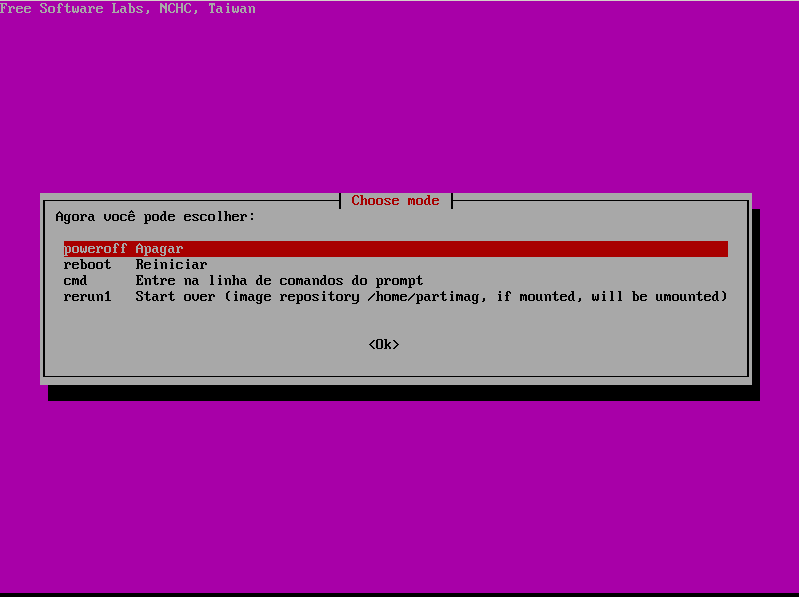 Free Software Labs, NCHC, Taiwan
Choose mode
Agora você pode escolher:
poweroff Apagar
reboot Reiniciar
cmd Entre na linha de comandos do prompt
rerun1 Start over (image repository /home/partimag, if mounted, will be umounted)
<Ok>